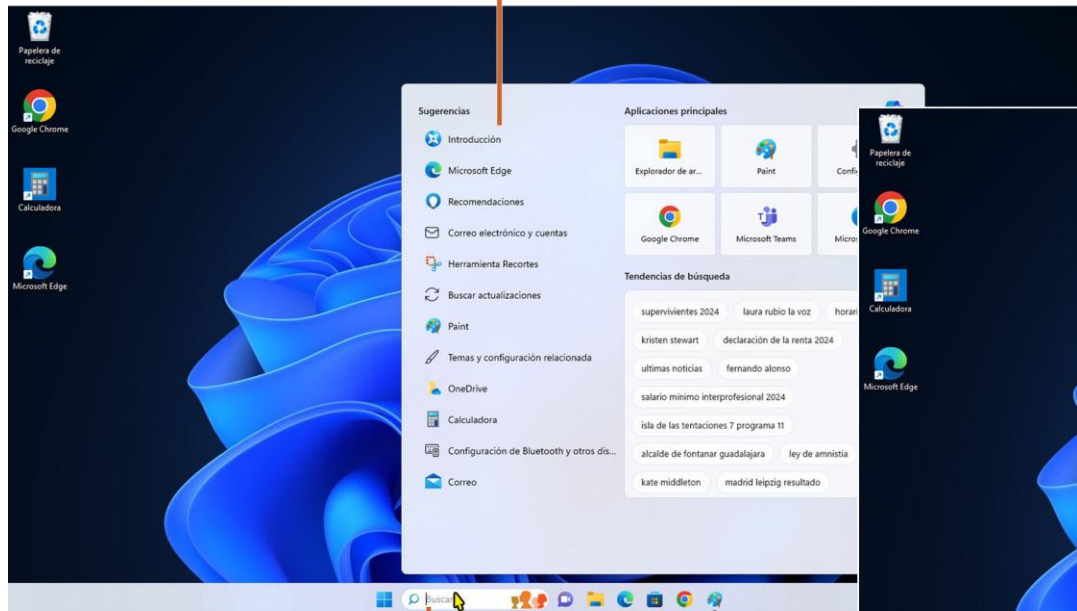 Papelera de
reciclaje
Google Chrome
Calculadora
Microsoft Edge
Sugerencias
Introducción
Microsoft Edge
Recomendaciones
Correo electrónico y cuentas
Herramienta Recortes
Buscar actualizaciones
Paint
Temas y configuración relacionada
OneDrive
Calculadora
Configuración de Bluetooth y otros dis...
Correo
Aplicaciones principales
Explorador de ar...
Paint
Google Chrome
Microsoft Teams
Tendencias de búsqueda
supervivientes 2024
laura rubio la voz
kristen stewart
declaración de la renta 2024
ultimas noticias
fernando alonso
salario minimo interprofesional 2024
isla de las tentaciones 7 programa 11
alcalde de fontanar guadalajara
ley de amnistía
kate middleton
madrid leipzig resultado
Papelera de
reciclaje
Google Chrome
Calculadora
Microsoft Edge